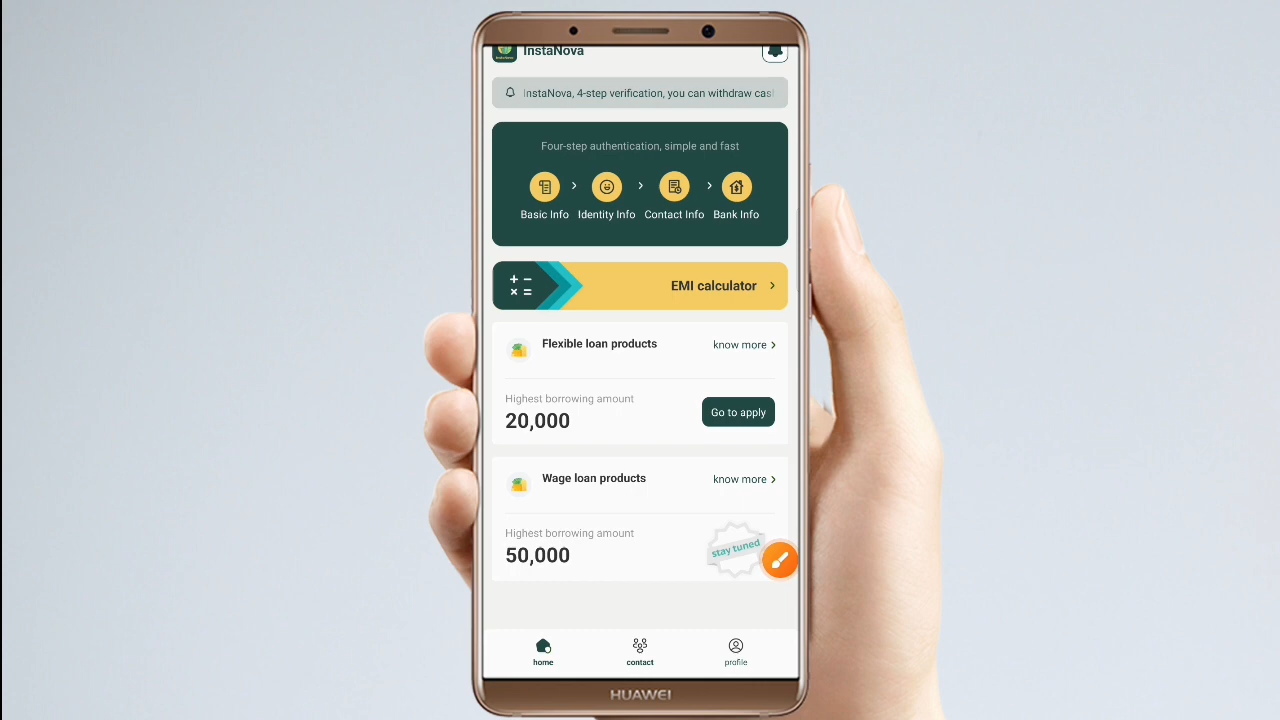 InstaNova
InstaNova, 4-step verification, you can withdraw cas
Four-step authentication, simple and fast
Basic Info
Identity Info
Contact Info
Bank Info
EMI calculator
Flexible loan products
know more
Highest borrowing amount
20,000
Go to apply
Wage loan products
know more
Highest borrowing amount
50,000
stay tuned
home
contact
profile
HUAWEI